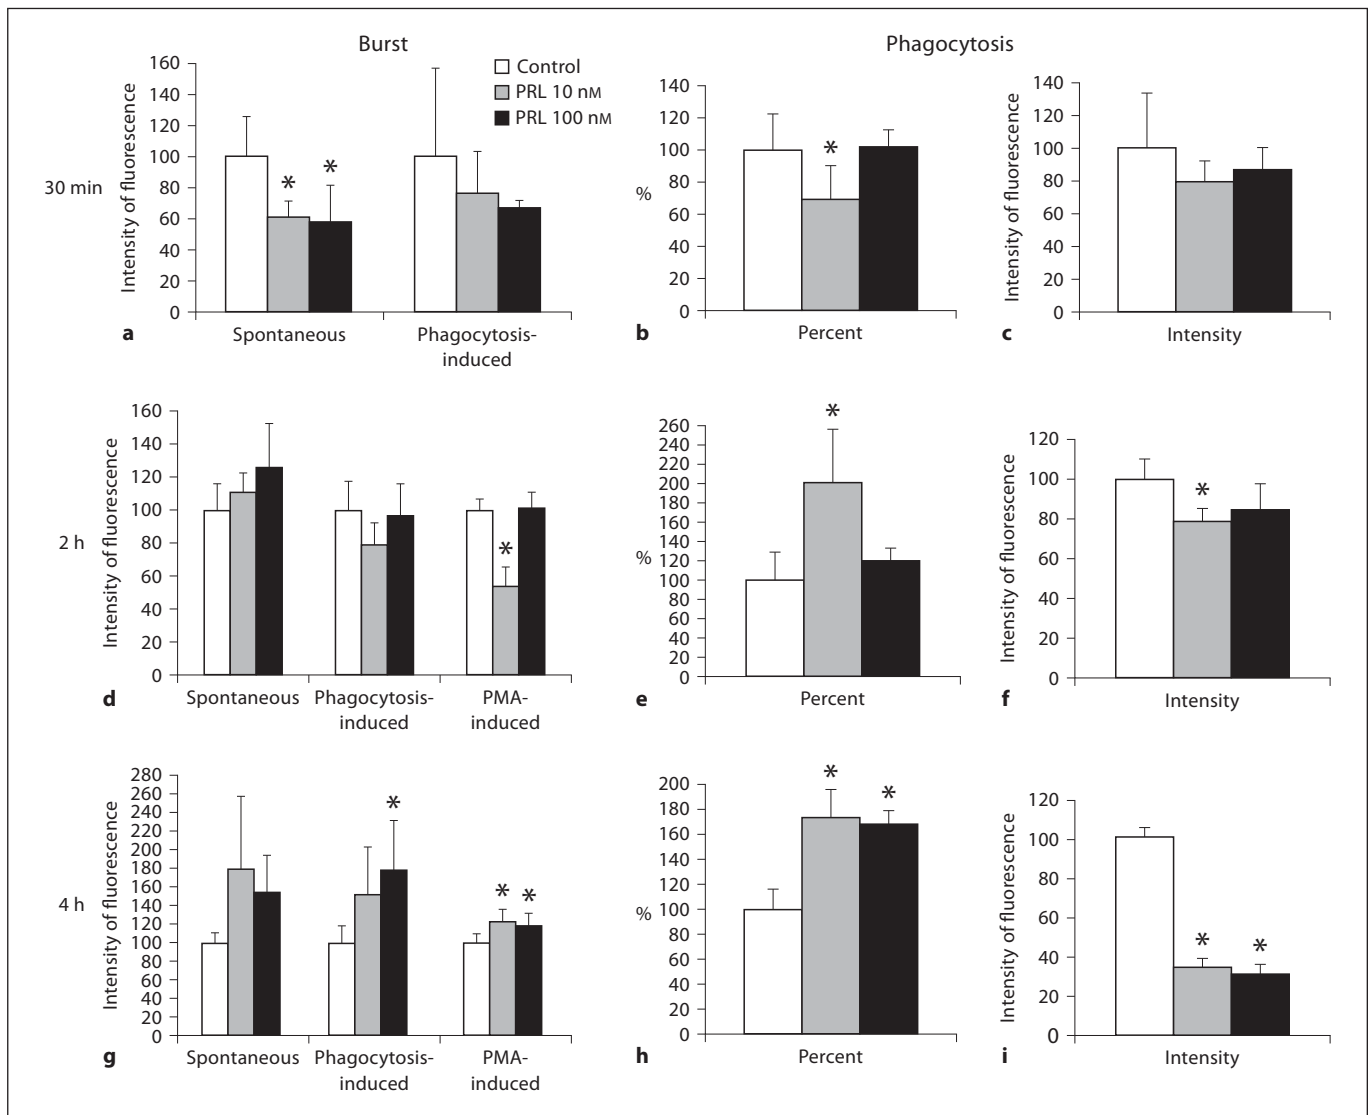 Burst
Phagocytosis
Control
PRL 10 nM
PRL 100 nM
30 min
Intensity of fluorescence
160
140
120
100
80
60
40
20
0
* *
a
Spontaneous
Phagocytosis-
induced
%
140
120
100
80
60
40
20
0
*
b
Percent
Intensity of fluorescence
140
120
100
80
60
40
20
0
c
Intensity
2 h
Intensity of fluorescence
160
140
120
100
80
60
40
20
0
*
d
Spontaneous
Phagocytosis-
induced
PMA-
induced
%
260
240
220
200
180
160
140
120
100
80
60
40
20
0
*
e
Percent
Intensity of fluorescence
120
100
80
60
40
20
0
*
f
Intensity
4 h
Intensity of fluorescence
280
260
240
220
200
180
160
140
120
100
80
60
40
20
0
*
* *
g
Spontaneous
Phagocytosis-
induced
PMA-
induced
%
200
180
160
140
120
100
80
60
40
20
0
* *
h
Percent
Intensity of fluorescence
120
100
80
60
40
20
0
* *
i
Intensity